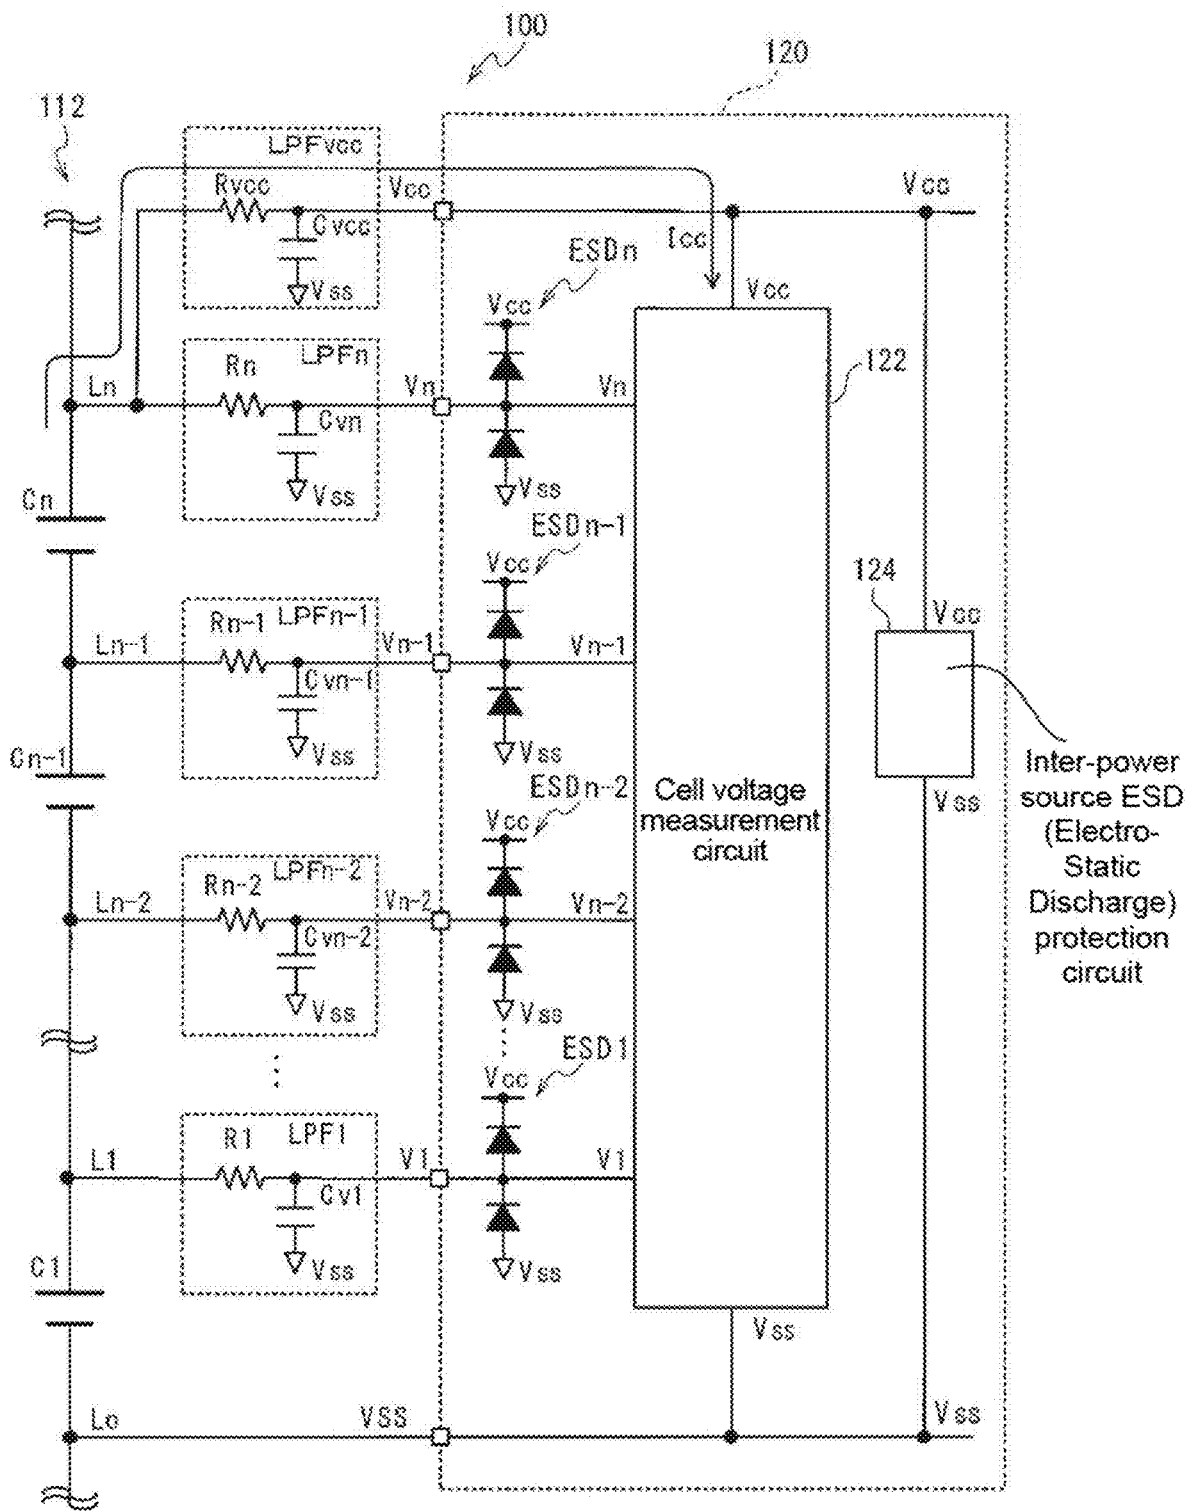 100
120
112
LPFvcc
Rvcc
Vcc
Vcc
Cvcc
Icc
ESDn
Vss
Vcc
Vcc
LPFn
Rn
122
Ln
Vn
Vn
Cvn
Vss
Vss
Cn
ESDn-1
Vcc
124
LPFn-1
Rn-1
Vcc
Ln-1
Vn-1
Vn-1
Cvn-1
Vss
Vss
Cn-1
ESDn-2
Vss
Inter-power
source ESD
(Electro-
Static
Discharge)
protection
circuit
Cell voltage
measurement
circuit
Vcc
LPFn-2
Rn-2
Ln-2
Vn-2
Vn-2
Cvn-2
Vss
Vss
ESD1
Vcc
R1
LPF1
L1
V1
V1
Cv1
Vss
Vss
C1
Vss
Lo
VSS
Vss